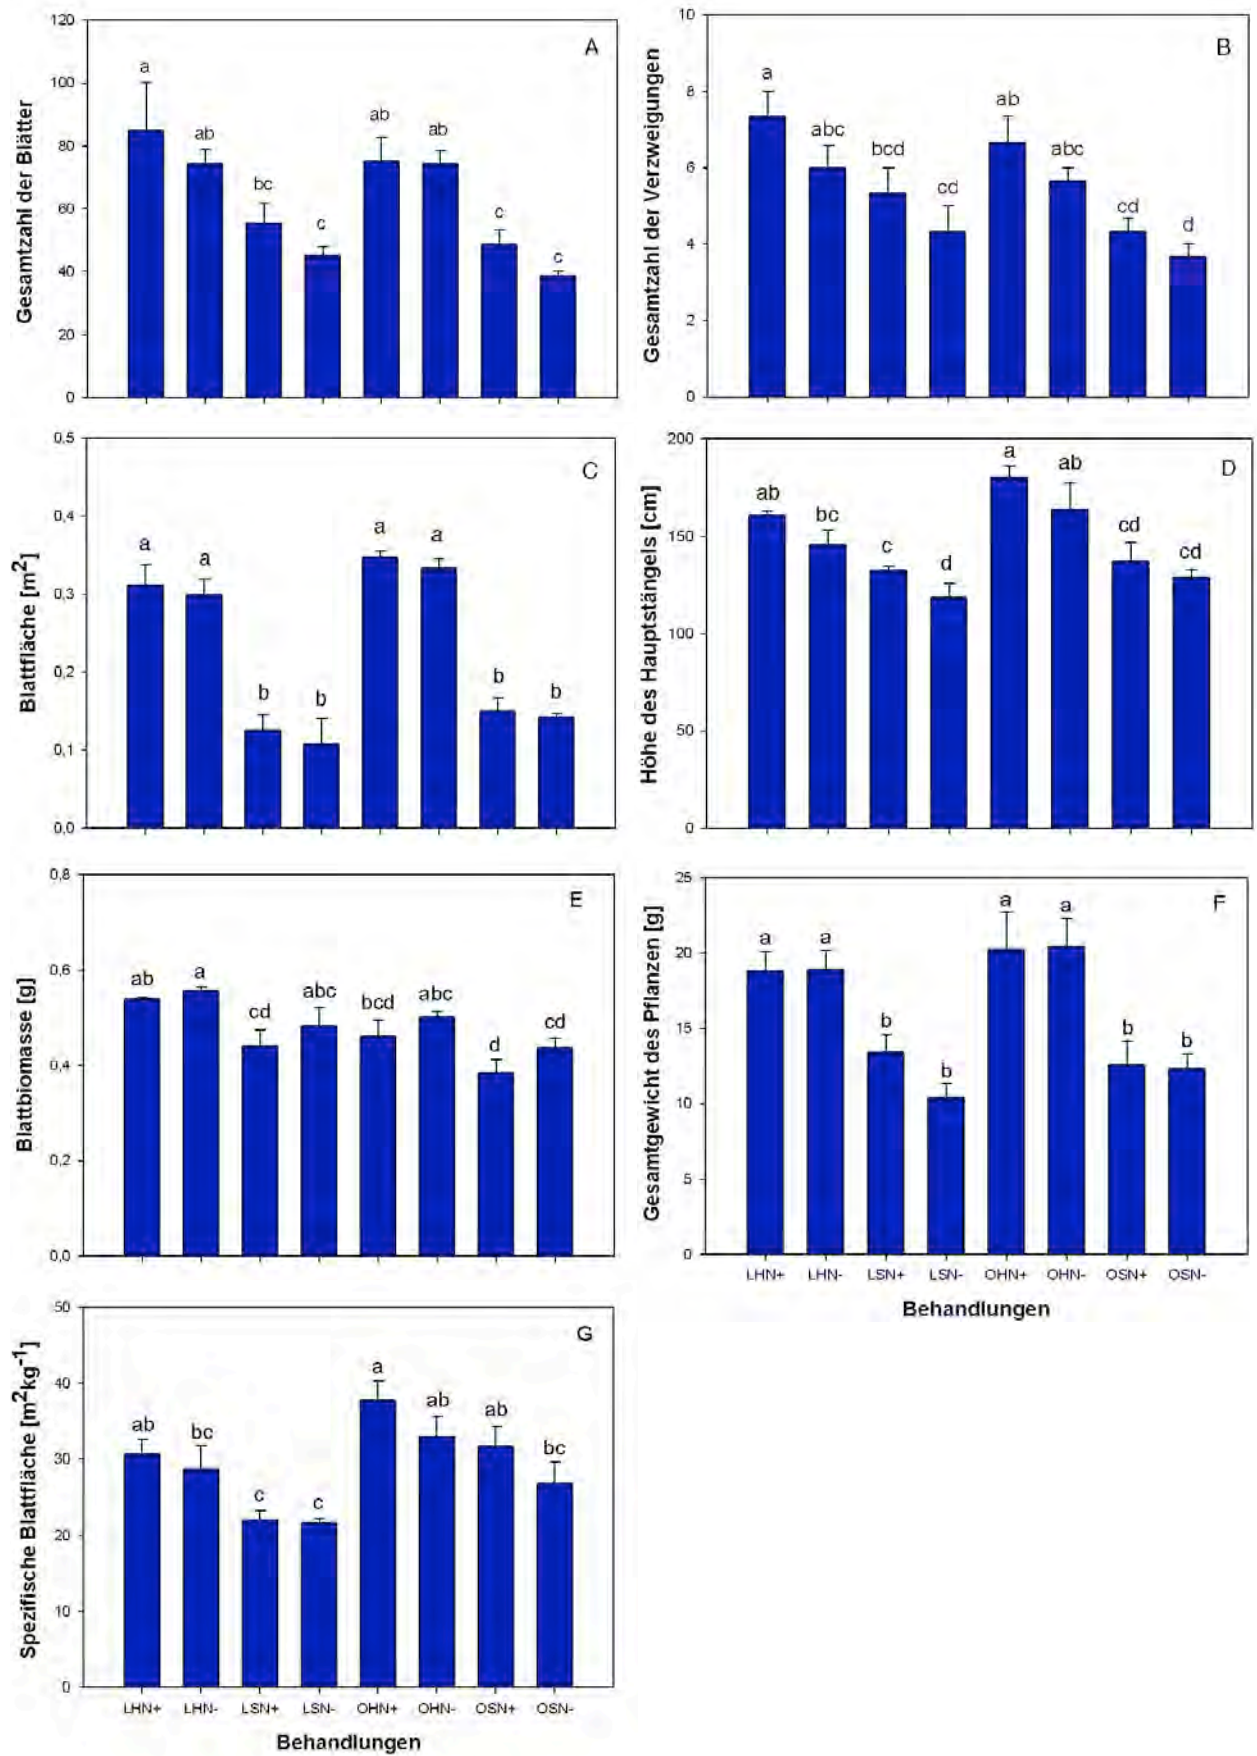 A
Gesamtzahl der Blätter
120
100
80
60
40
20
0
a
ab
bc
c
ab
ab
c
c
B
Gesamtzahl der Verzweigungen
10
8
6
4
2
0
a
abc
bcd
cd
ab
abc
cd
d
C
Blattfläche [m²]
0,5
0,4
0,3
0,2
0,1
0,0
a
a
b
b
a
a
b
b
D
Höhe des Hauptstängels [cm]
200
150
100
50
0
ab
bc
c
d
a
ab
cd
cd
E
Blattbiomasse [g]
0,8
0,6
0,4
0,2
0,0
ab
a
cd
abc
bcd
abc
d
cd
F
Gesamtgewicht des Pflanzen [g]
25
20
15
10
5
0
a
a
b
b
a
a
b
b
LHN+ LHN- LSN+ LSN- OHN+ OHN- OSN+ OSN-
Behandlungen
G
Spezifische Blattfläche [m²kg⁻¹]
50
40
30
20
10
0
ab
bc
c
c
a
ab
ab
bc
LHN+ LHN- LSN+ LSN- OHN+ OHN- OSN+ OSN-
Behandlungen